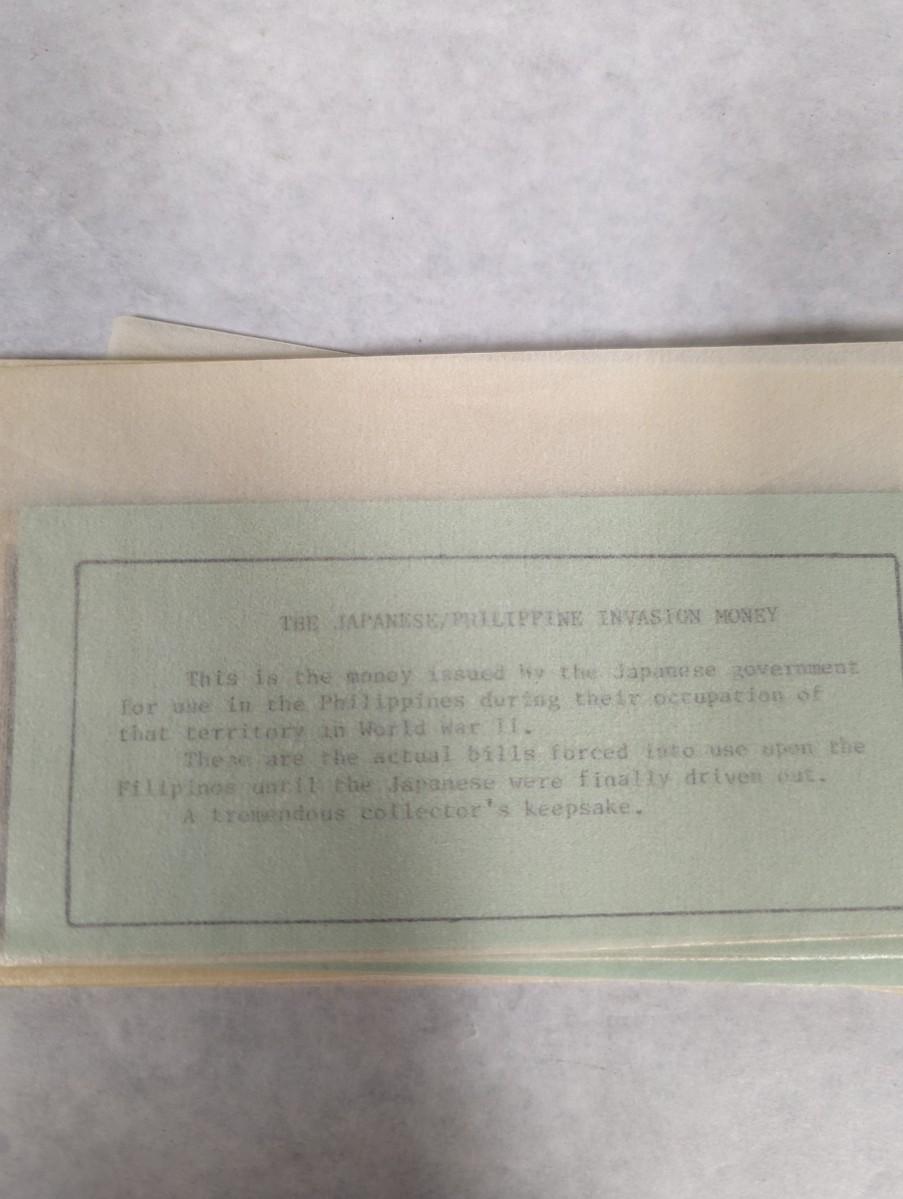 THE JAPANESE/PHILIPPINE INVASION MONEY
This is the money issued by the Japanese government
for use in the Philippines during their occupation of
that territory in World War II.
These are the actual bills forced into use upon the
Filipinos until the Japanese were finally driven out.
A tremendous collector's keepsake.